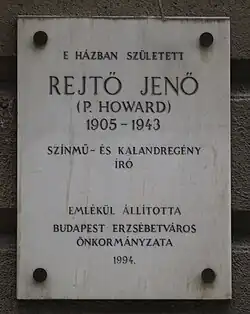 E HÁZBAN SZÜLETETT
REJTŐ JENŐ
(P. HOWARD)
1905 – 1943
SZÍNMŰ- ÉS KALANDREGÉNY
ÍRÓ
EMLÉKÜL ÁLLÍTOTTA
BUDAPEST ERZSÉBETVÁROS
ÖNKORMÁNYZATA
1994.